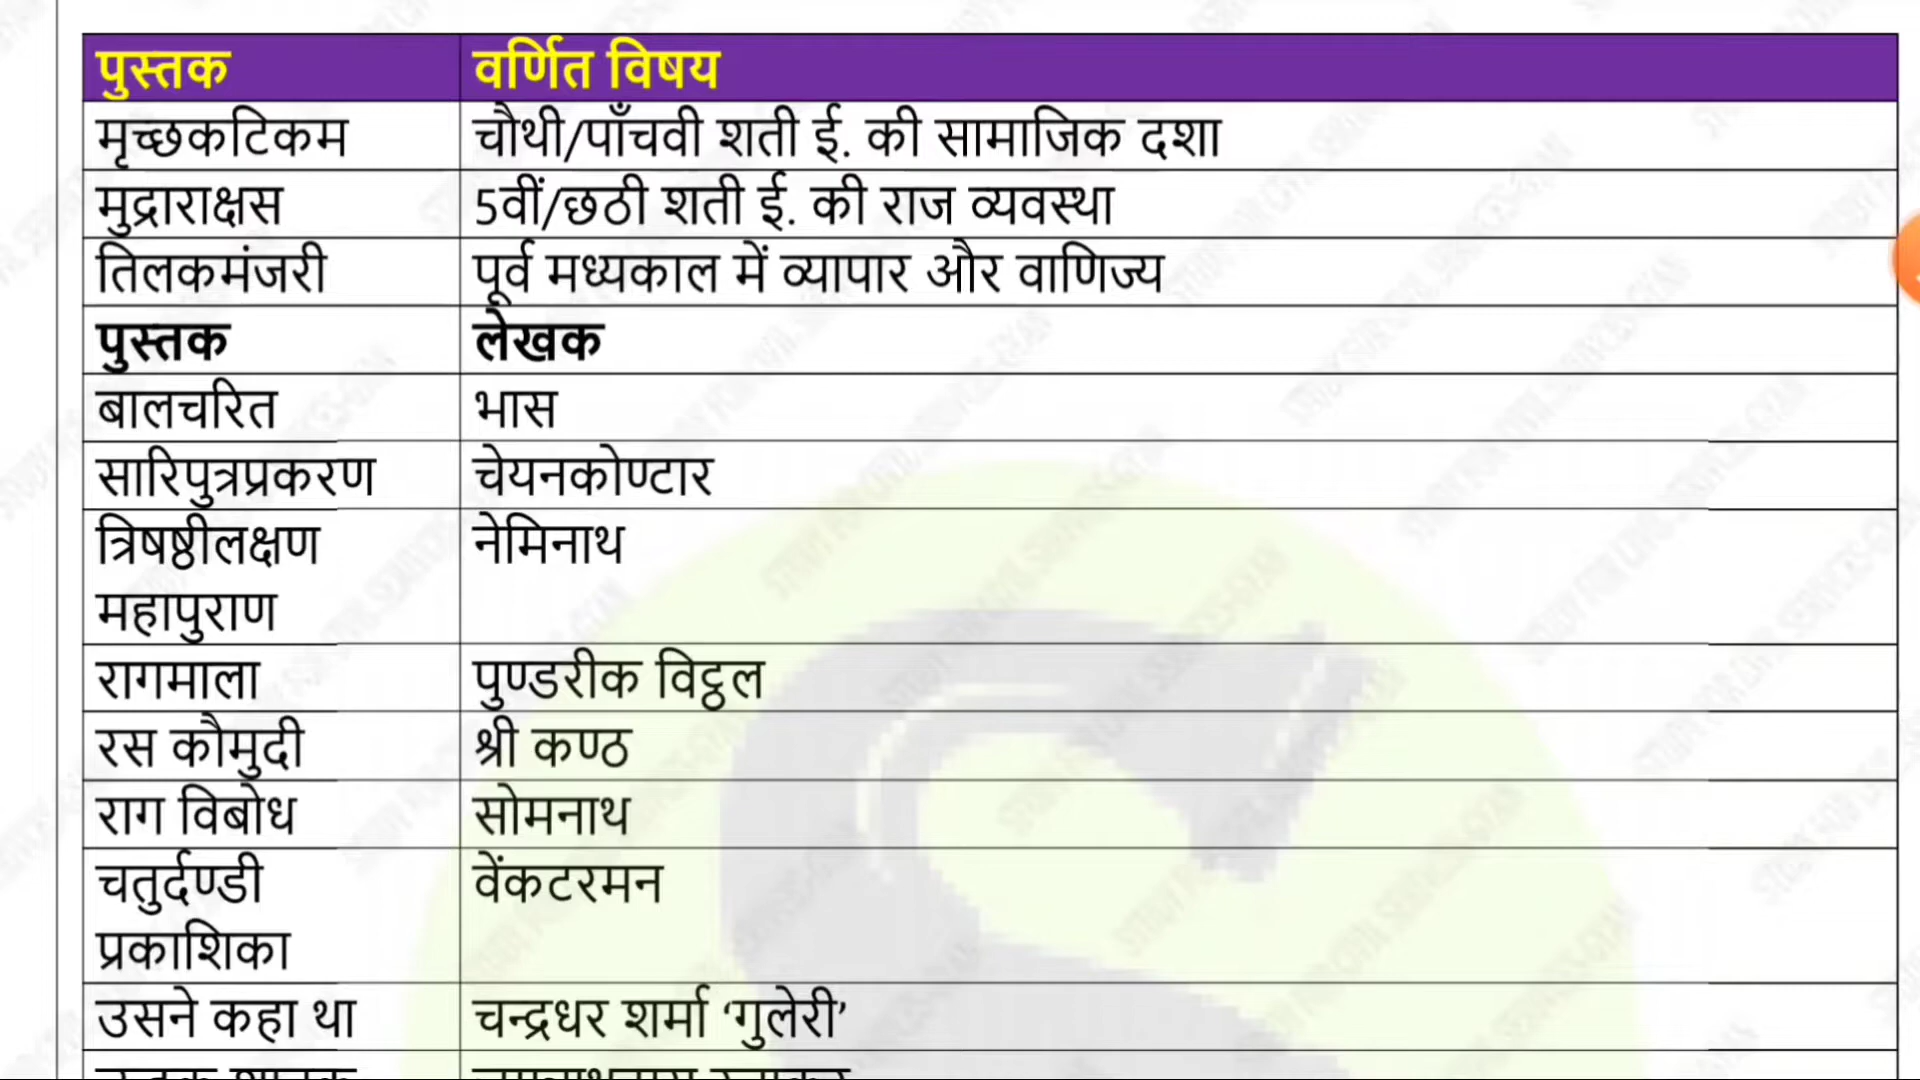 पुस्तक वर्णित विषय
मृच्छकटिकम चौथी/पाँचवी शती ई. की सामाजिक दशा
मुद्राराक्षस 5वीं/छठी शती ई. की राज व्यवस्था
तिलकमंजरी पूर्व मध्यकाल में व्यापार और वाणिज्य
पुस्तक लेखक
बालचरित भास
सारिपुत्रप्रकरण चेयनकोण्टार
त्रिषष्ठीलक्षण नेमिनाथ
महापुराण
रागमाला पुण्डरीक विट्ठल
रस कौमुदी श्री कण्ठ
राग विबोध सोमनाथ
चतुर्दण्डी वेंकटरमन
प्रकाशिका
उसने कहा था चन्द्रधर शर्मा ‘गुलेरी’